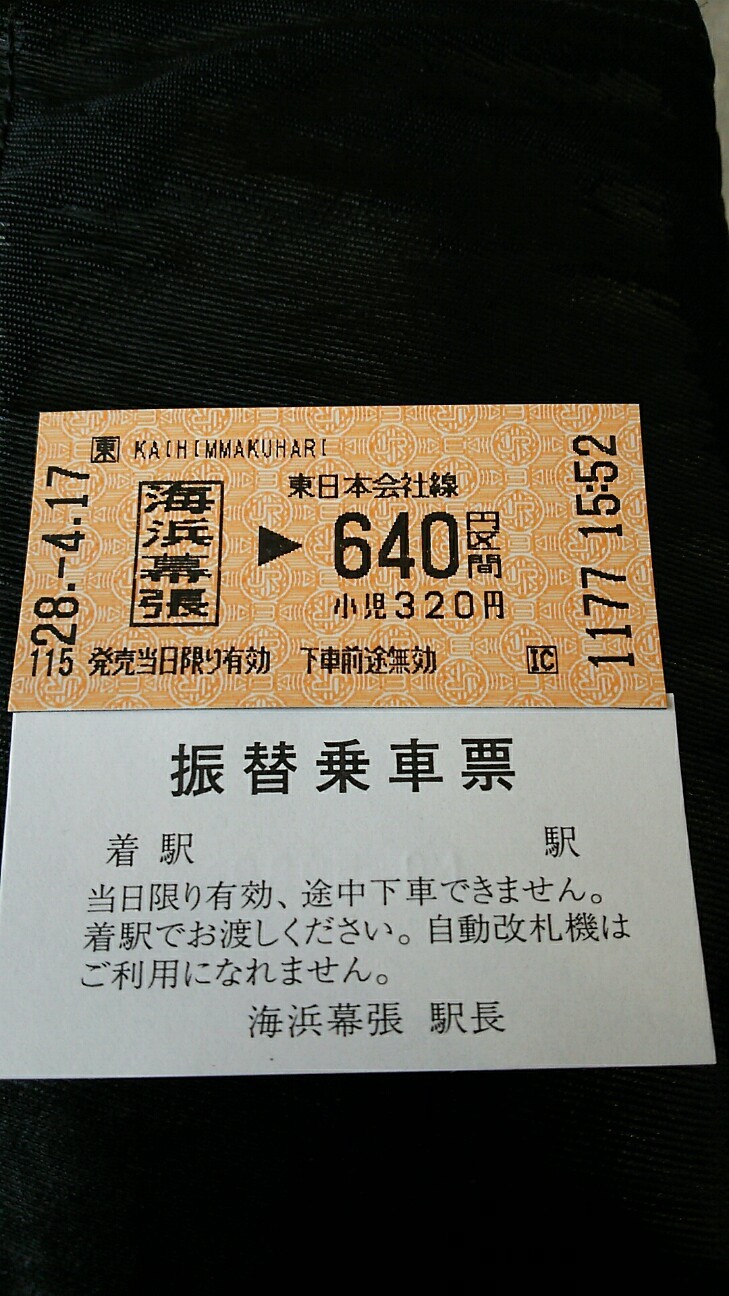 東 KAIHIMMAKUHARI
28.-4.17
海浜幕張
東日本会社線
▶ 640円区間
小児320円
115 発売当日限り有効 下車前途無効 IC
1177 15:52
振替乗車票
着駅 駅
当日限り有効、途中下車できません。
着駅でお渡しください。自動改札機は
ご利用になれません。
海浜幕張 駅長